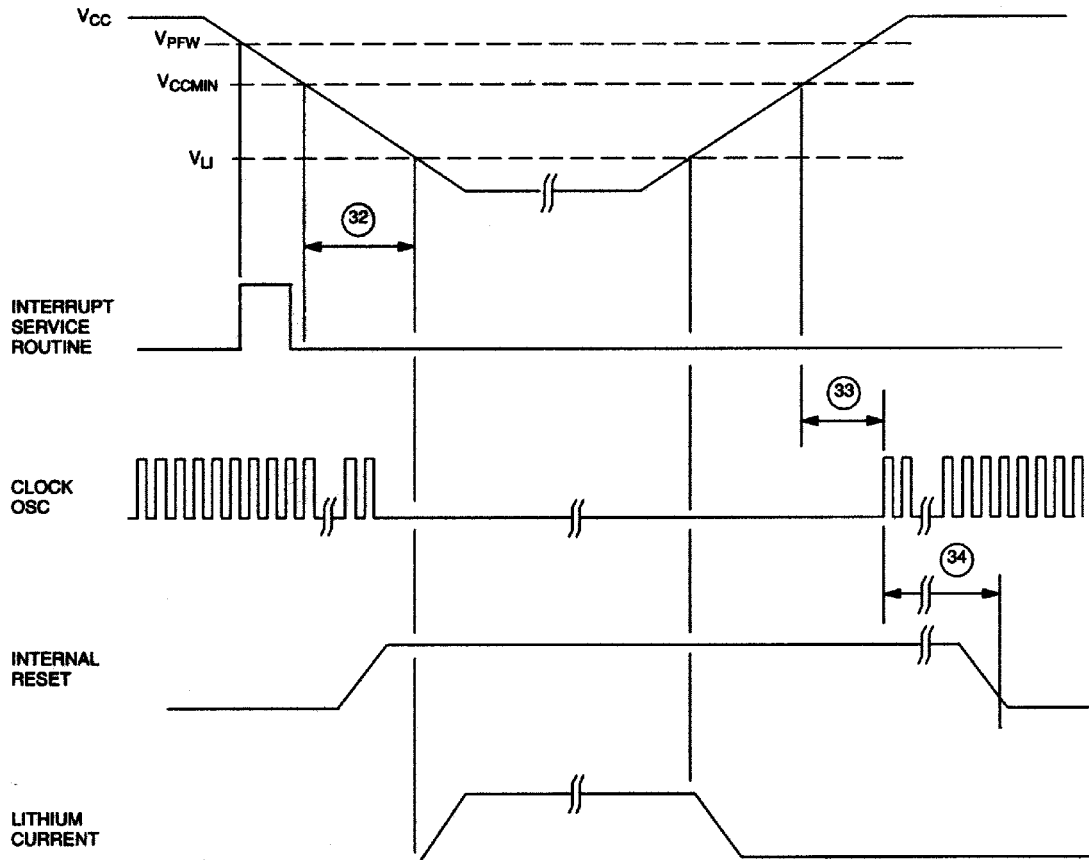 VCC
VPFW
VCCMIN
VLI
32
INTERRUPT
SERVICE
ROUTINE
33
CLOCK
OSC
34
INTERNAL
RESET
LITHIUM
CURRENT